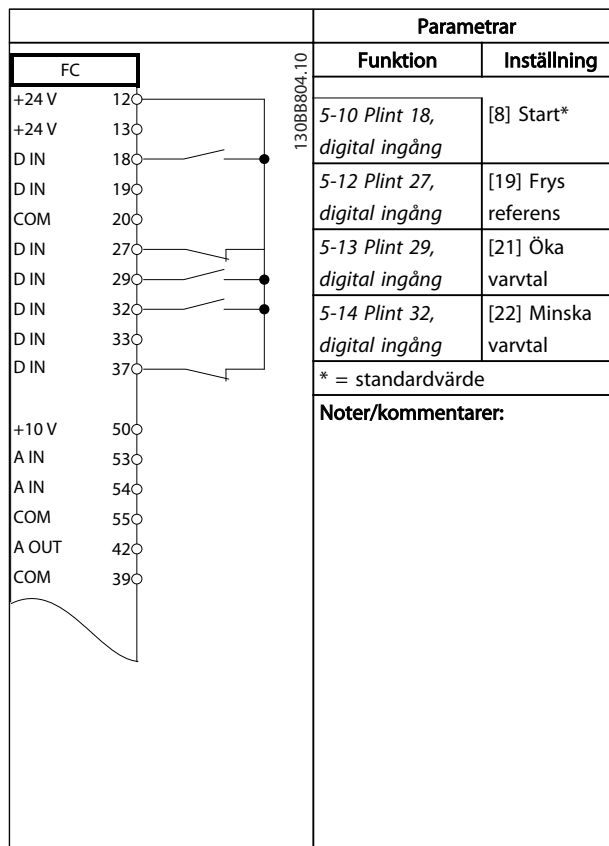 Parametrar
FC
130BB804.10
Funktion
Inställning
+24 V 12
+24 V 13
D IN 18
D IN 19
COM 20
D IN 27
D IN 29
D IN 32
D IN 33
D IN 37
+10 V 50
A IN 53
A IN 54
COM 55
A OUT 42
COM 39
5-10 Plint 18,
digital ingång
[8] Start*
5-12 Plint 27,
digital ingång
[19] Frys
referens
5-13 Plint 29,
digital ingång
[21] Öka
varvtal
5-14 Plint 32,
digital ingång
[22] Minska
varvtal
* = standardvärde
Noter/kommentarer: